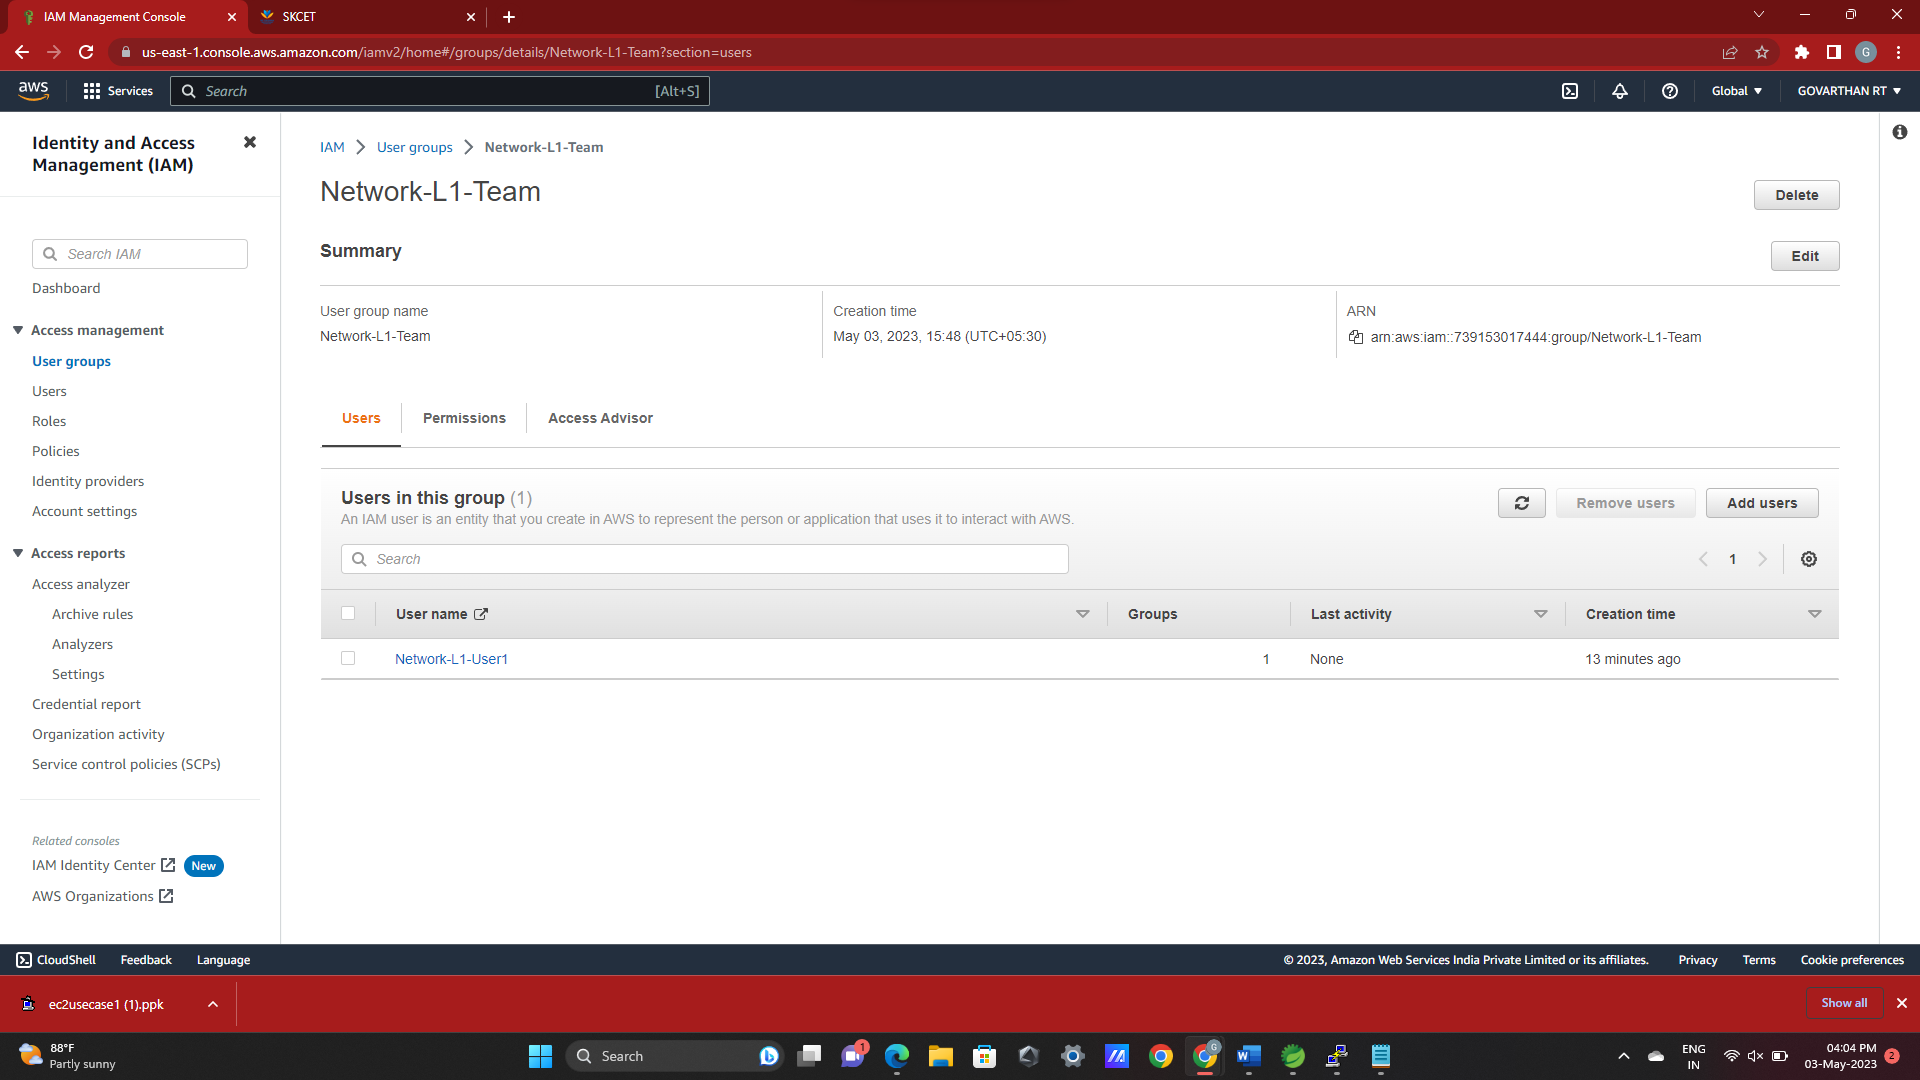 IAM Management Console
SKCET
us-east-1.console.aws.amazon.com/iamv2/home#/groups/details/Network-L1-Team?section=users
G
aws
Services
Search
[Alt+S]
Global
GOVARTHAN RT
Identity and Access
Management (IAM)
Search IAM
Dashboard
Access management
User groups
Users
Roles
Policies
Identity providers
Account settings
Access reports
Access analyzer
Archive rules
Analyzers
Settings
Credential report
Organization activity
Service control policies (SCPs)
Related consoles
IAM Identity Center New
AWS Organizations
IAM > User groups > Network-L1-Team
Network-L1-Team
Delete
Summary
Edit
User group name
Network-L1-Team
Creation time
May 03, 2023, 15:48 (UTC+05:30)
ARN
arn:aws:iam::739153017444:group/Network-L1-Team
Users
Permissions
Access Advisor
Users in this group (1)
An IAM user is an entity that you create in AWS to represent the person or application that uses it to interact with AWS.
Remove users
Add users
Search
1
User name Groups Last activity Creation time
Network-L1-User1 1 None 13 minutes ago
CloudShell Feedback Language
© 2023, Amazon Web Services India Private Limited or its affiliates. Privacy Terms Cookie preferences
ec2usecase1 (1).ppk
Show all
88°F
Partly sunny
Search
1
G
W
ENG
IN
04:04 PM
03-May-2023
2